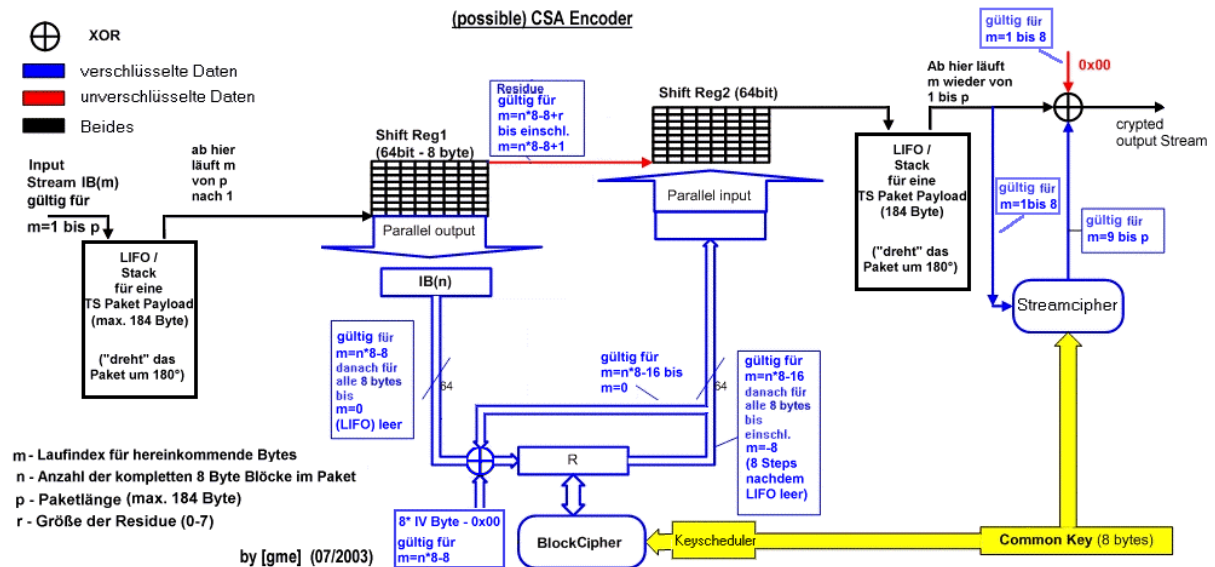 (possible) CSA Encoder
XOR
verschlüsselte Daten
unverschlüsselte Daten
Beides
Input
Stream IB(m)
gültig für
m=1 bis p
LIFO /
Stack
für eine
TS Paket Payload
(max. 184 Byte)
("dreht" das
Paket um 180°)
ab hier
läuft m
von p
nach 1
Shift Reg1
(64bit - 8 byte)
Parallel output
IB(n)
Residue
gültig für
m=n*8-8+r
bis einschl.
m=n*8-8+1
Shift Reg2 (64bit)
Parallel input
LIFO /
Stack
für eine
TS Paket Payload
(184 Byte)
("dreht" das
Paket um 180°)
Ab hier läuft
m wieder von
1 bis p
gültig für
m=1 bis 8
0x00
crypted
output Stream
gültig für
m=1bis 8
gültig für
m=9 bis p
Streamcipher
gültig für
m=n*8-8
danach für
alle 8 bytes
bis
m=0
(LIFO) leer
64
gültig für
m=n*8-16 bis
m=0
64
gültig für
m=n*8-16
danach für
alle 8 bytes
bis
einschl.
m=-8
(8 Steps
nachdem
LIFO leer)
R
8* IV Byte - 0x00
gültig für
m=n*8-8
BlockCipher
Keyscheduler
Common Key (8 bytes)
m - Laufindex für hereinkommende Bytes
n - Anzahl der kompletten 8 Byte Blöcke im Paket
p - Paketlänge (max. 184 Byte)
r - Größe der Residue (0-7)
by [gme] (07/2003)